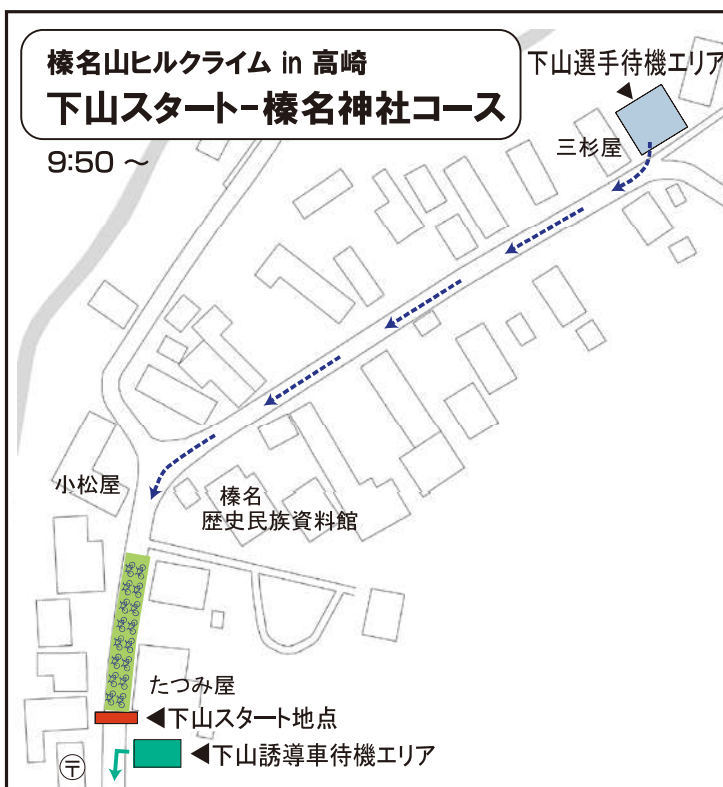 榛名山ヒルクライム in 高崎
下山スタート-榛名神社コース
9:50 ~
下山選手待機エリア
三杉屋
小松屋
榛名
歴史民族資料館
たつみ屋
◀下山スタート地点
◀下山誘導車待機エリア
〒